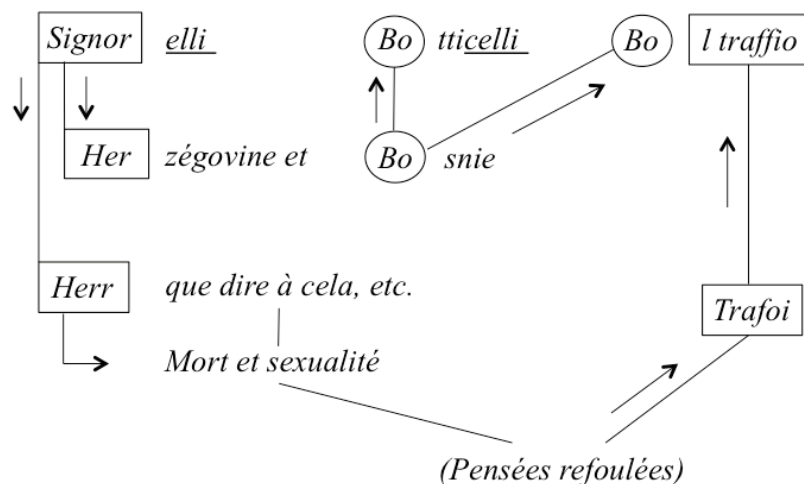 Signor elli Bo tticelli Bo l traffio
Her zégovine et Bo snie
Herr que dire à cela, etc. Trafoi
Mort et sexualité
(Pensées refoulées)